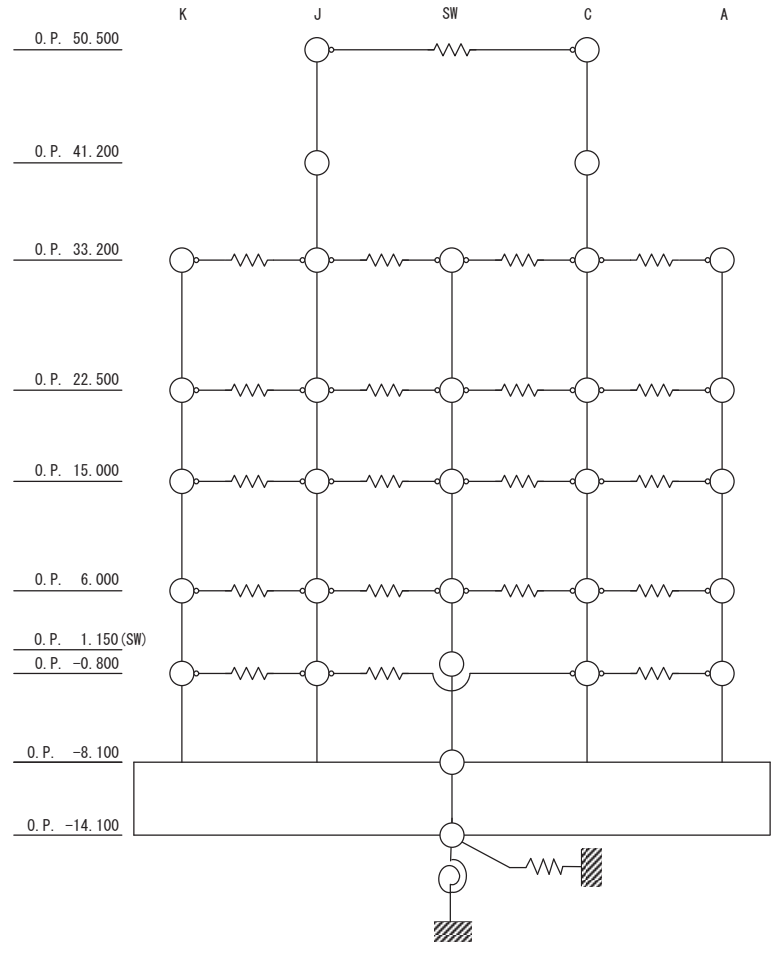 K J SW C A
O.P. 50.500
O.P. 41.200
O.P. 33.200
O.P. 22.500
O.P. 15.000
O.P. 6.000
O.P. 1.150(SW)
O.P. -0.800
O.P. -8.100
O.P. -14.100